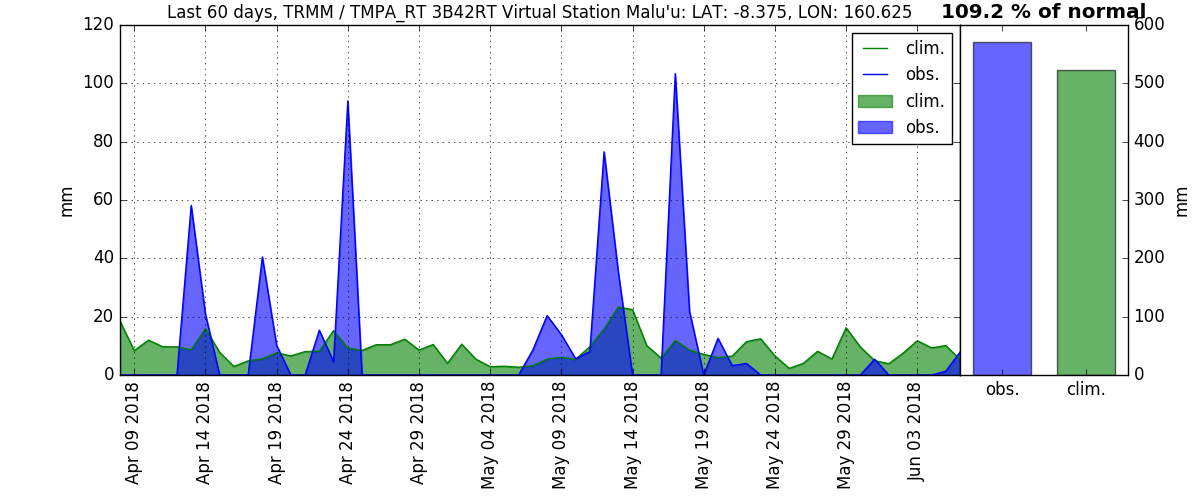 Last 60 days, TRMM / TMPA_RT 3B42RT Virtual Station Malu'u: LAT: -8.375, LON: 160.625
109.2 % of normal
120
100
80
60
40
20
0
mm
clim.
obs.
clim.
obs.
600
500
400
300
200
100
0
mm
Apr 09 2018
Apr 14 2018
Apr 19 2018
Apr 24 2018
Apr 29 2018
May 04 2018
May 09 2018
May 14 2018
May 19 2018
May 24 2018
May 29 2018
Jun 03 2018
obs.
clim.